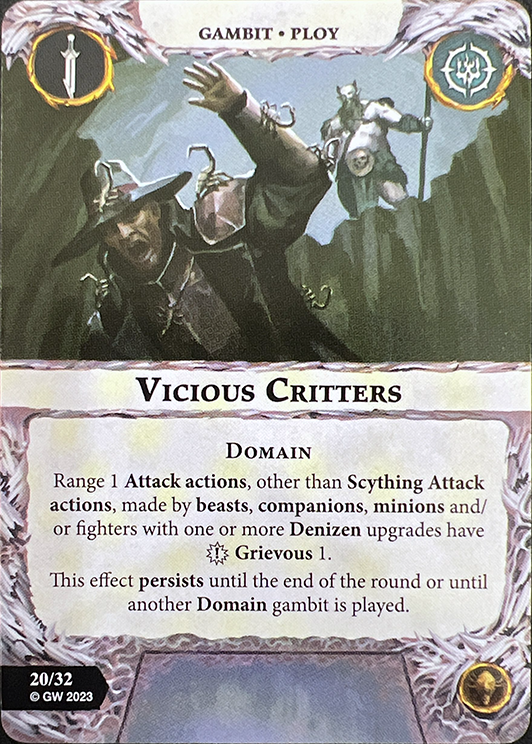 GAMBIT • PLOY
VICIOUS CRITTERS
DOMAIN
Range 1 Attack actions, other than Scything Attack
actions, made by beasts, companions, minions and/
or fighters with one or more Denizen upgrades have
Grievous 1.
This effect persists until the end of the round or until
another Domain gambit is played.
20/32
© GW 2023